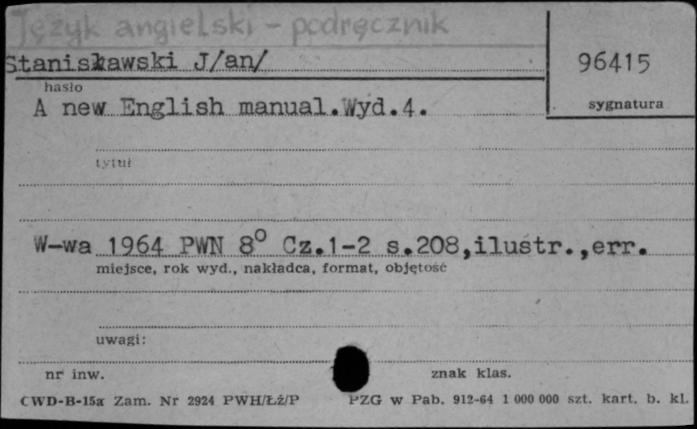 Język angielski - podręcznik
Stanisławski J/an/
96415
hasło
sygnatura
A new English manual.Wyd.4.
tytuł
W-wa 1964 PWN 8° Cz.1-2 s.208,ilustr.,err.
miejsce, rok wyd., nakładca, format, objętość
uwagi:
nr inw.
znak klas.
CWD-B-15a Zam. Nr 2924 PWH/Łź/P
PZG w Pab. 912-64 1 000 000 szt. kart. b. kl.